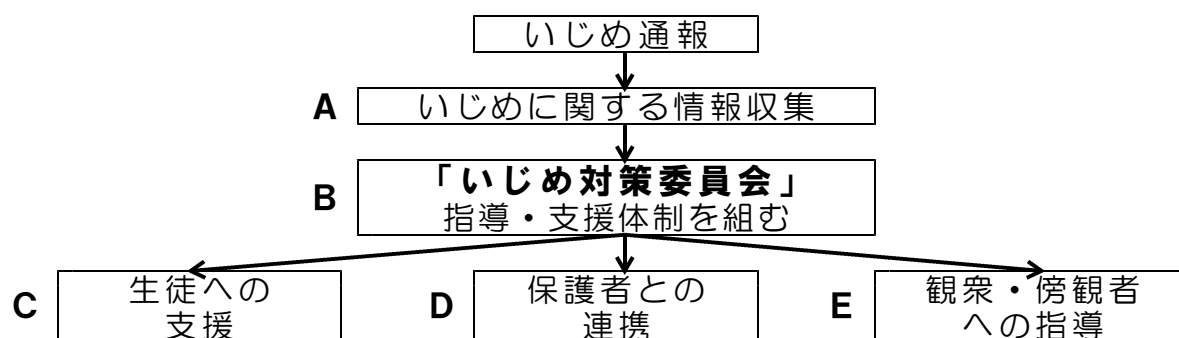 いじめ通報
A いじめに関する情報収集
B 「いじめ対策委員会」
指導・支援体制を組む
C 生徒への
支援
D 保護者との
連携
E 観衆・傍観者
への指導